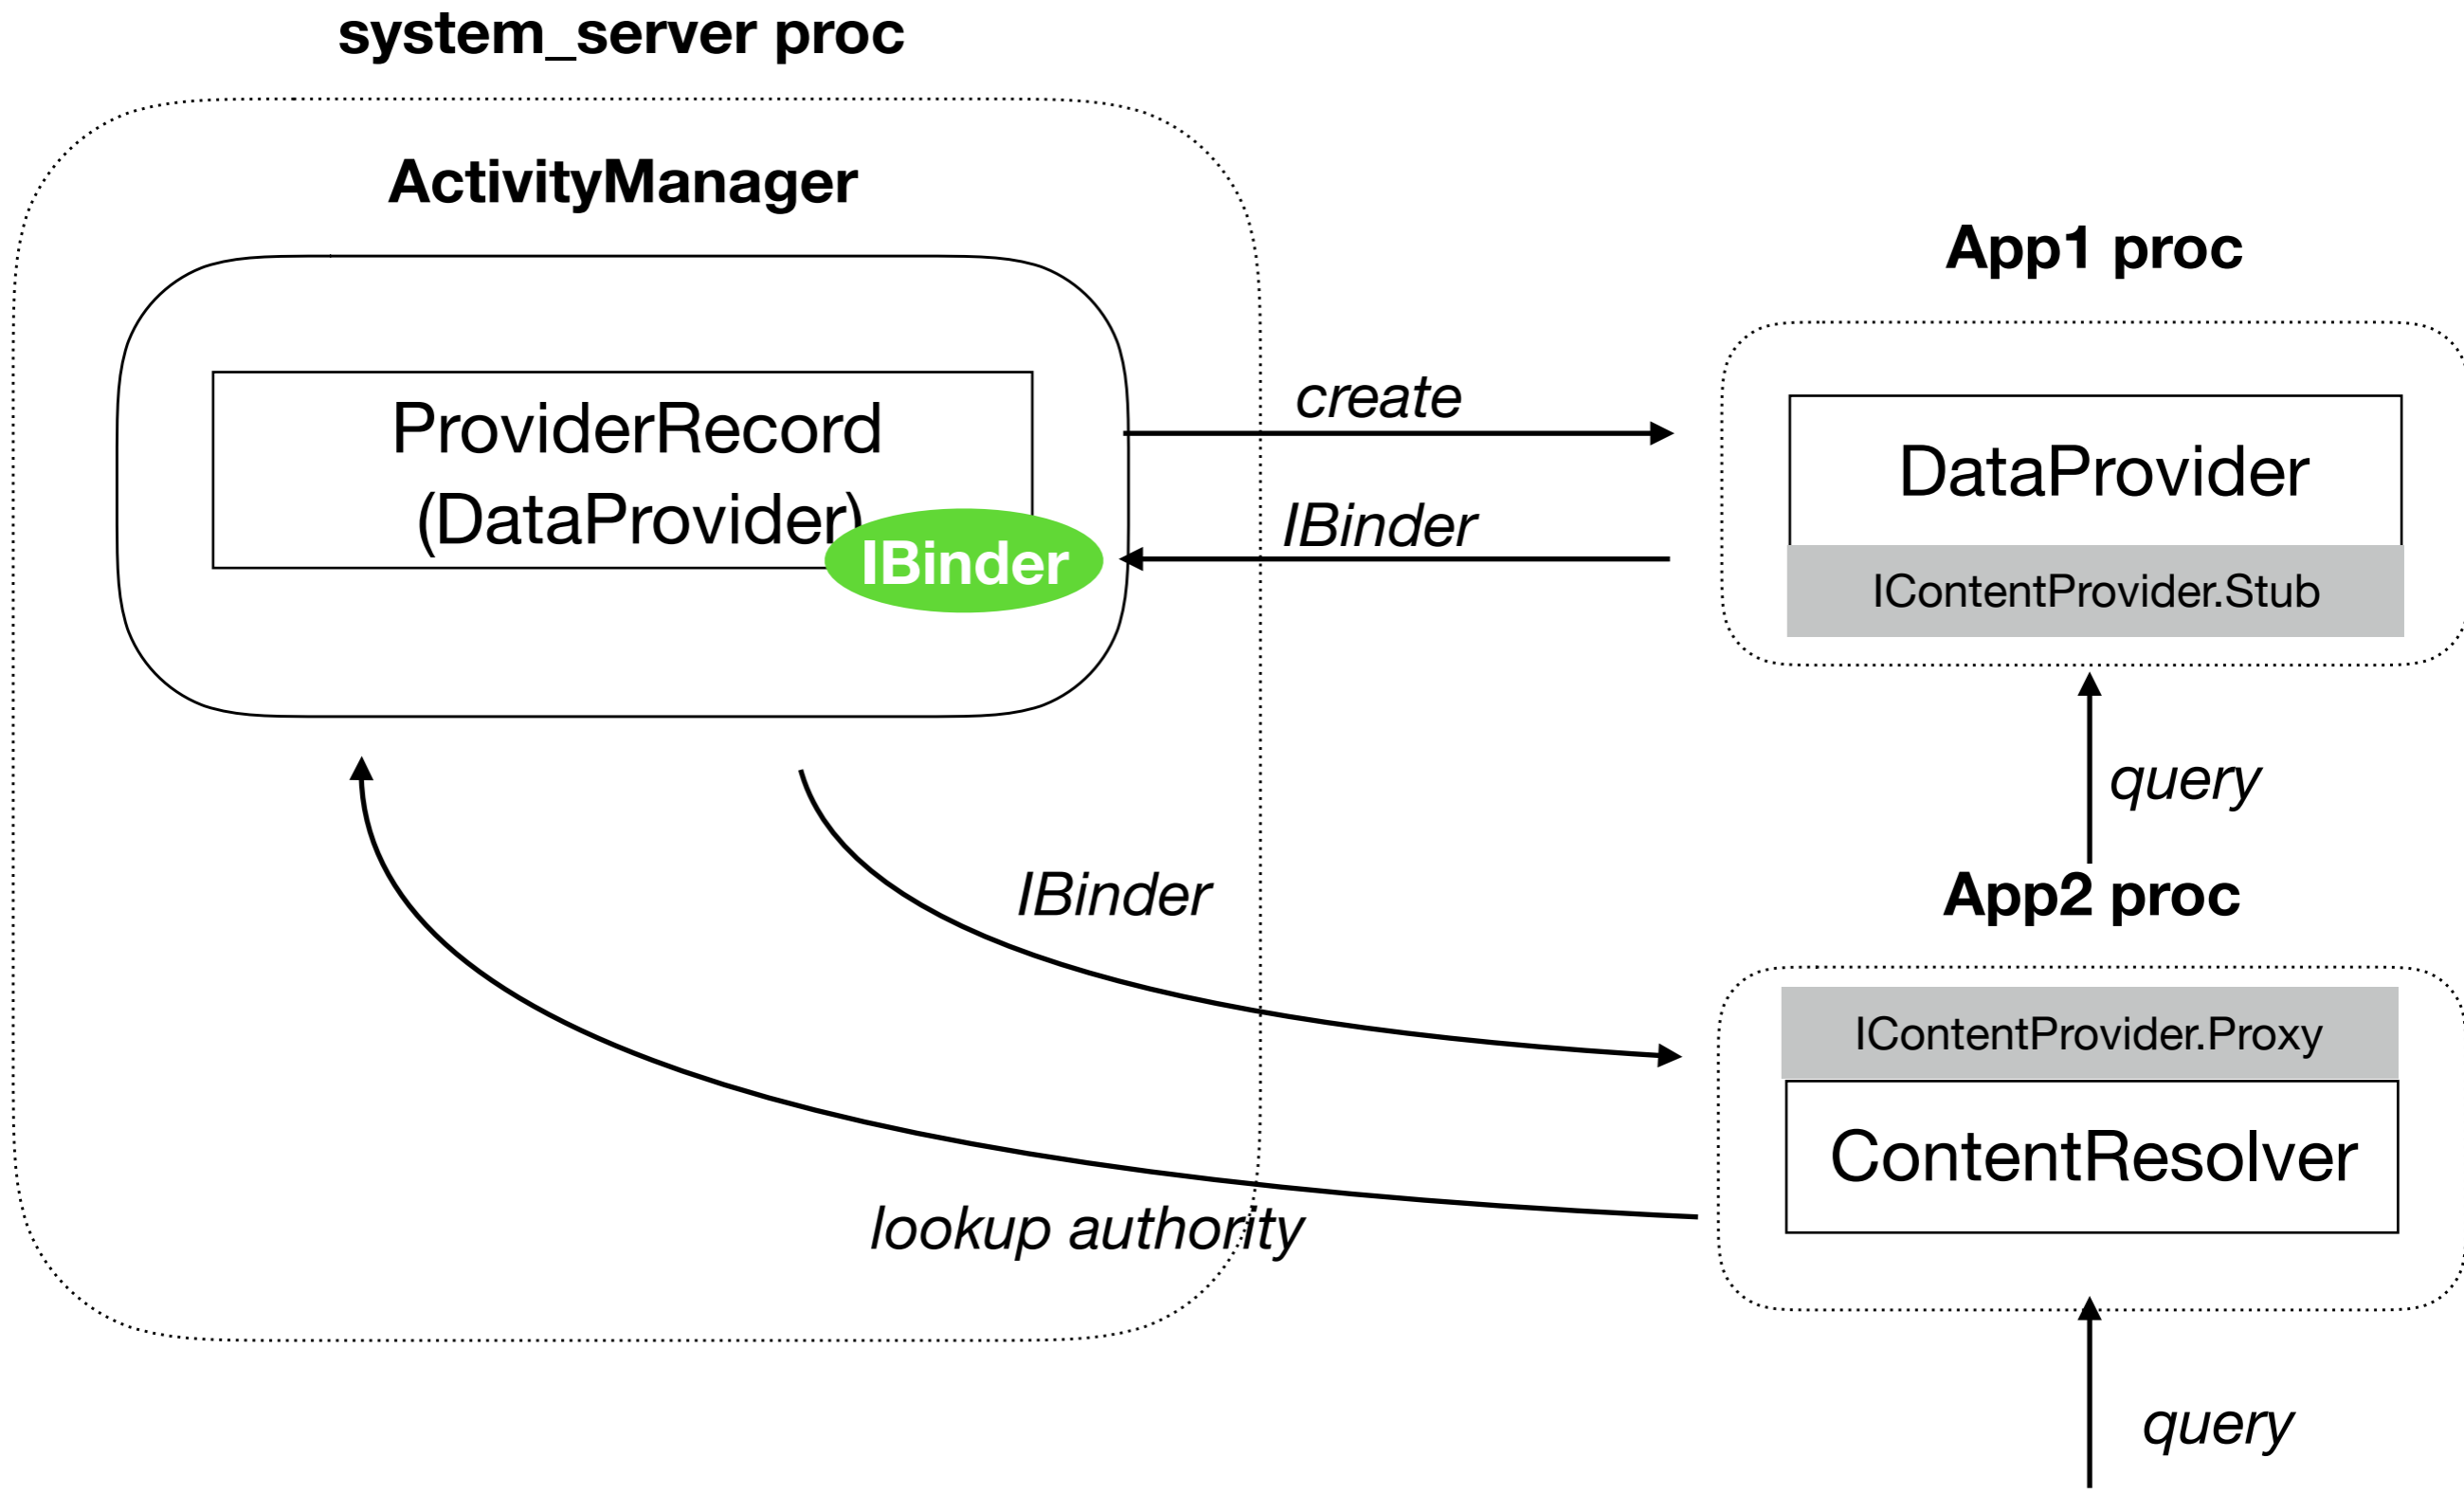 system_server proc
ActivityManager
ProviderRecord
(DataProvider)
IBinder
create
IBinder
App1 proc
DataProvider
IContentProvider.Stub
query
App2 proc
IBinder
IContentProvider.Proxy
ContentResolver
lookup authority
query